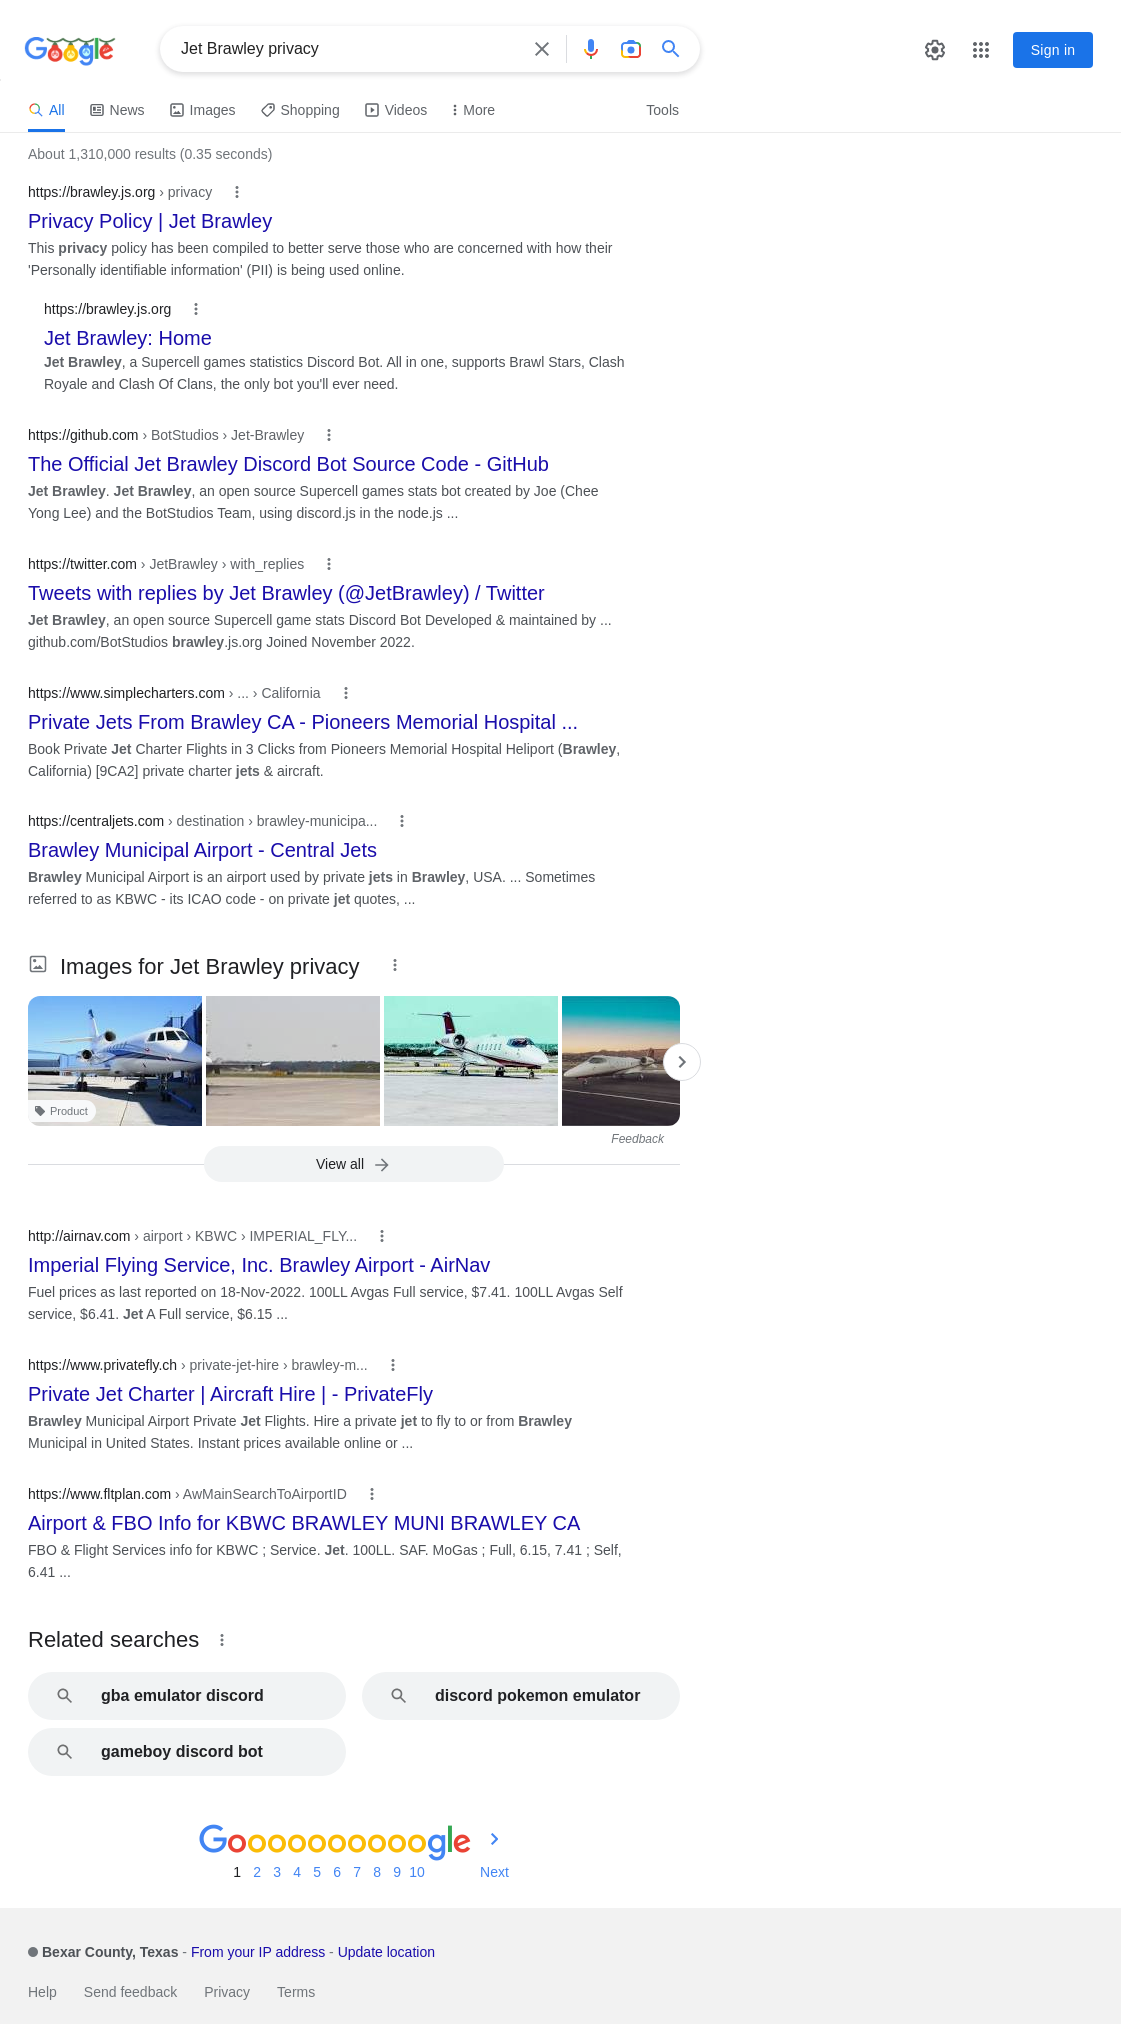 Google
Jet Brawley privacy
Sign in
All
News
Images
Shopping
Videos
More
Tools
About 1,310,000 results (0.35 seconds)
https://brawley.js.org › privacy
Privacy Policy | Jet Brawley
This privacy policy has been compiled to better serve those who are concerned with how their
'Personally identifiable information' (PII) is being used online.
https://brawley.js.org
Jet Brawley: Home
Jet Brawley, a Supercell games statistics Discord Bot. All in one, supports Brawl Stars, Clash
Royale and Clash Of Clans, the only bot you'll ever need.
https://github.com › BotStudios › Jet-Brawley
The Official Jet Brawley Discord Bot Source Code - GitHub
Jet Brawley. Jet Brawley, an open source Supercell games stats bot created by Joe (Chee
Yong Lee) and the BotStudios Team, using discord.js in the node.js ...
https://twitter.com › JetBrawley › with_replies
Tweets with replies by Jet Brawley (@JetBrawley) / Twitter
Jet Brawley, an open source Supercell game stats Discord Bot Developed & maintained by ...
github.com/BotStudios brawley.js.org Joined November 2022.
https://www.simplecharters.com › ... › California
Private Jets From Brawley CA - Pioneers Memorial Hospital ...
Book Private Jet Charter Flights in 3 Clicks from Pioneers Memorial Hospital Heliport (Brawley,
California) [9CA2] private charter jets & aircraft.
https://centraljets.com › destination › brawley-municipa...
Brawley Municipal Airport - Central Jets
Brawley Municipal Airport is an airport used by private jets in Brawley, USA. ... Sometimes
referred to as KBWC - its ICAO code - on private jet quotes, ...
Images for Jet Brawley privacy
Product
Feedback
View all
http://airnav.com › airport › KBWC › IMPERIAL_FLY...
Imperial Flying Service, Inc. Brawley Airport - AirNav
Fuel prices as last reported on 18-Nov-2022. 100LL Avgas Full service, $7.41. 100LL Avgas Self
service, $6.41. Jet A Full service, $6.15 ...
https://www.privatefly.ch › private-jet-hire › brawley-m...
Private Jet Charter | Aircraft Hire | - PrivateFly
Brawley Municipal Airport Private Jet Flights. Hire a private jet to fly to or from Brawley
Municipal in United States. Instant prices available online or ...
https://www.fltplan.com › AwMainSearchToAirportID
Airport & FBO Info for KBWC BRAWLEY MUNI BRAWLEY CA
FBO & Flight Services info for KBWC ; Service. Jet. 100LL. SAF. MoGas ; Full, 6.15, 7.41 ; Self,
6.41 ...
Related searches
gba emulator discord
discord pokemon emulator
gameboy discord bot
Goooooooooogle
1 2 3 4 5 6 7 8 9 10 Next
Bexar County, Texas - From your IP address - Update location
Help Send feedback Privacy Terms